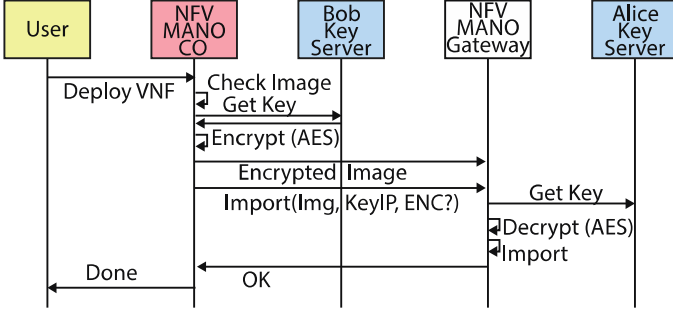 User
NFV
MANO
CO
Bob
Key
Server
NFV
MANO
Gateway
Alice
Key
Server
Deploy VNF
Check Image
Get Key
Encrypt (AES)
Encrypted Image
Import(Img, KeyIP, ENC?)
Get Key
Decrypt (AES)
Import
OK
Done